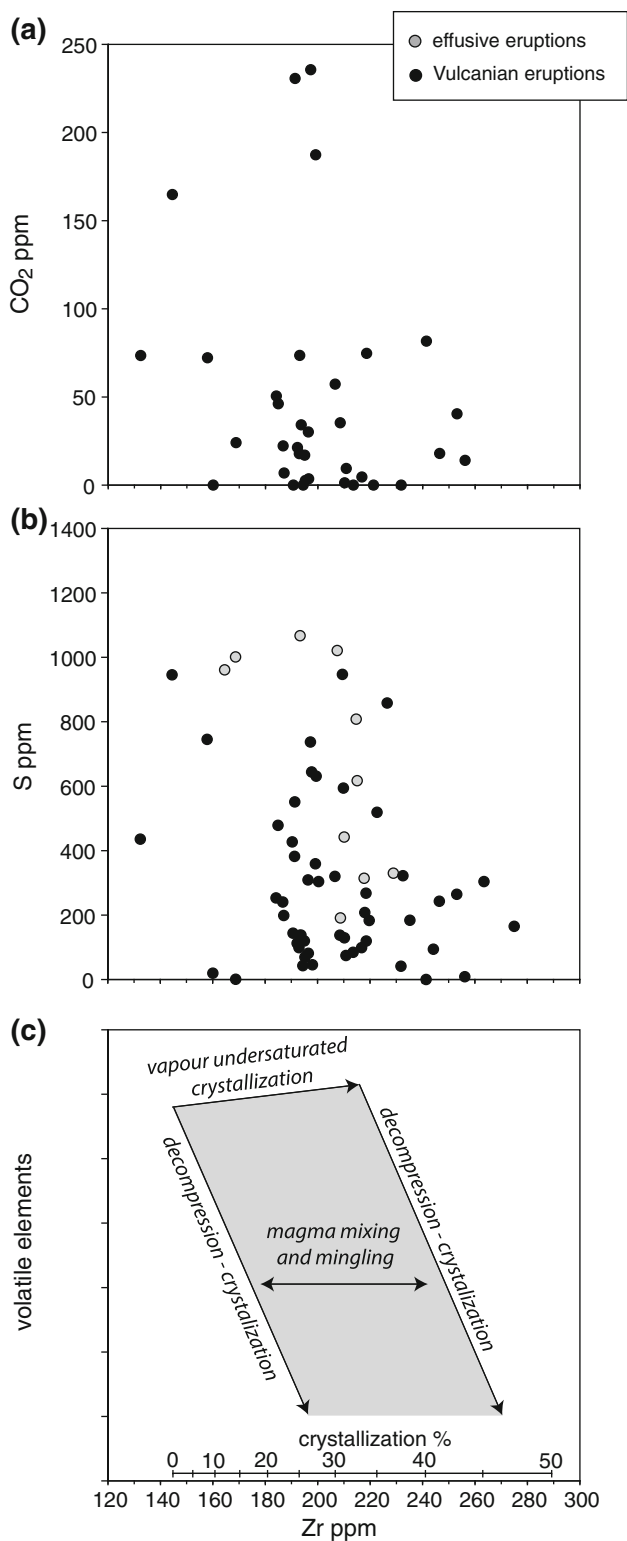 (a)
effusive eruptions
Vulcanian eruptions
250
200
150
100
50
0
CO2 ppm
(b)
1400
1200
1000
800
600
400
200
0
S ppm
(c)
vapour undersaturated
crystallization
decompression - crystallization
decompression - crystallization
magma mixing
and mingling
volatile elements
crystallization %
0 10 20 30 40 50
120 140 160 180 200 220 240 260 280 300
Zr ppm